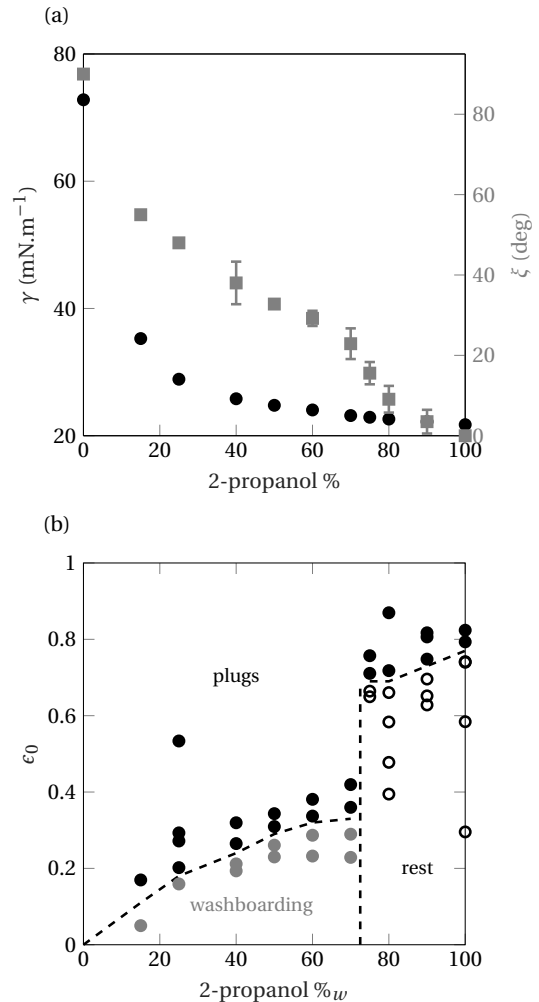 (a)
80
60
40
20
γ (mN.m⁻¹)
80
60
40
20
0
ξ (deg)
0 20 40 60 80 100
2-propanol %
(b)
1
0.8
0.6
0.4
0.2
0
ϵ₀
plugs
rest
washboarding
0 20 40 60 80 100
2-propanol %w